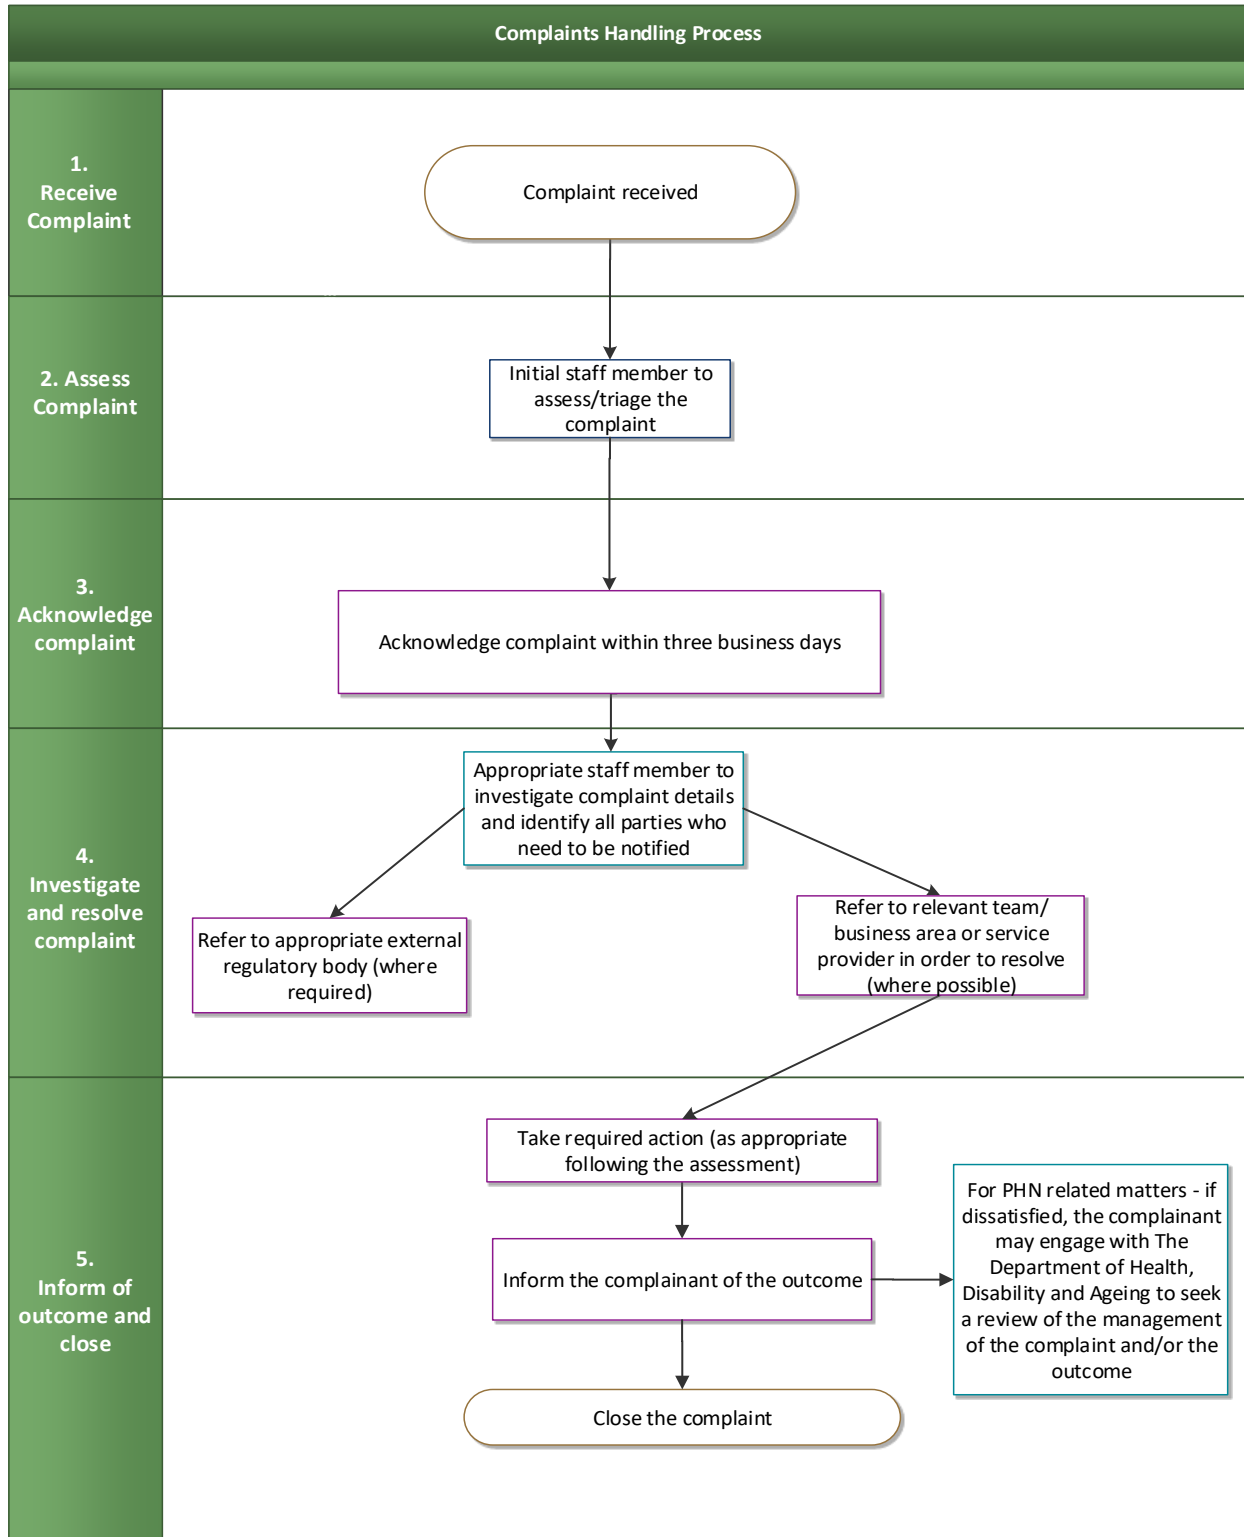 Complaints Handling Process
1.
Receive
Complaint
Complaint received
2. Assess
Complaint
Initial staff member to
assess/triage the
complaint
3.
Acknowledge
complaint
Acknowledge complaint within three business days
4.
Investigate
and resolve
complaint
Appropriate staff member to
investigate complaint details
and identify all parties who
need to be notified
Refer to appropriate external
regulatory body (where
required)
Refer to relevant team/
business area or service
provider in order to resolve
(where possible)
5.
Inform of
outcome and
close
Take required action (as appropriate
following the assessment)
Inform the complainant of the outcome
For PHN related matters - if
dissatisfied, the complainant
may engage with The
Department of Health,
Disability and Ageing to seek
a review of the management
of the complaint and/or the
outcome
Close the complaint